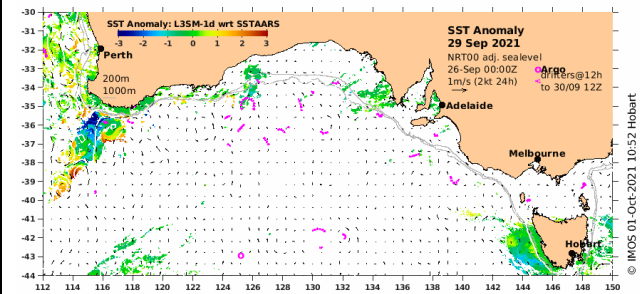 SST Anomaly: L3SM-1d wrt SSTAARS
-3 -2 -1 0 1 2 3
SST Anomaly
29 Sep 2021
NRT00 adj. sealevel
26-Sep 00:00Z
1m/s (2kt 24h)
Argo
drifters@12h
to 30/09 12Z
Perth
200m
1000m
Adelaide
Melbourne
Hobart
-30
-31
-32
-33
-34
-35
-36
-37
-38
-39
-40
-41
-42
-43
-44
112 114 116 118 120 122 124 126 128 130 132 134 136 138 140 142 144 146 148 150
© IMOS 01-Oct-2021 10:52 Hobart